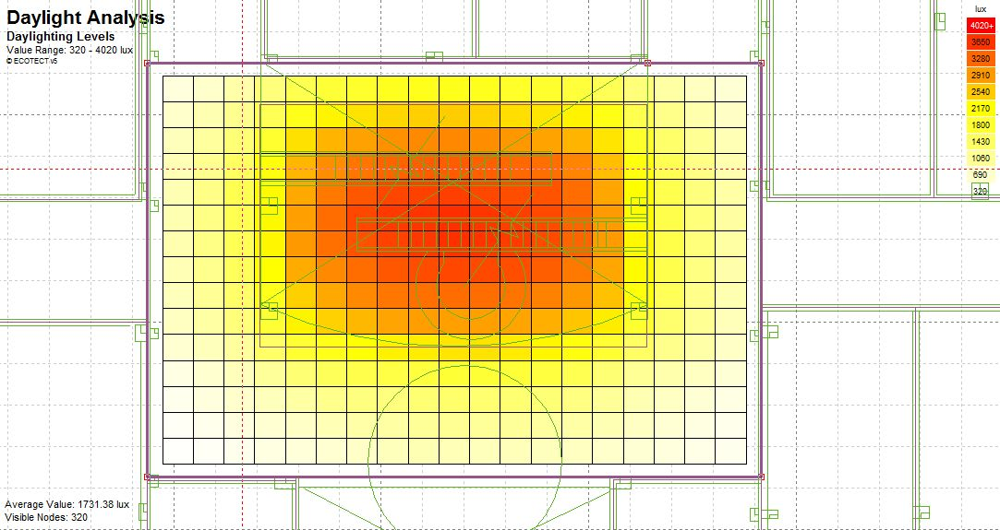 Daylight Analysis
Daylighting Levels
Value Range: 320 - 4020 lux
© ECOTECT v5
lux
4020+
3650
3280
2910
2540
2170
1800
1430
1060
690
320
Average Value: 1731.38 lux
Visible Nodes: 320